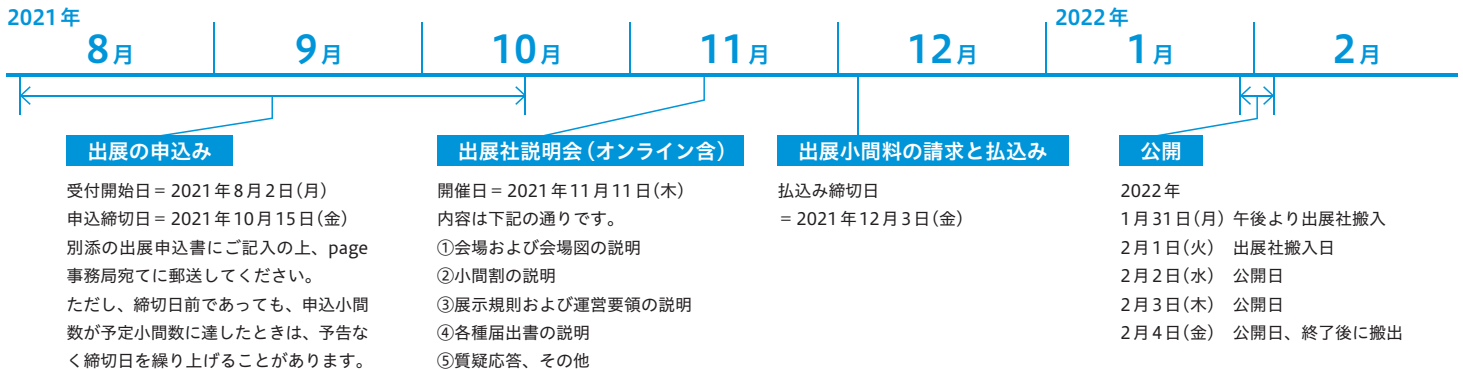 2021年
8月
9月
10月
11月
12月
2022年
1月
2月
出展の申込み
受付開始日＝2021年8月2日(月)
申込締切日＝2021年10月15日(金)
別添の出展申込書にご記入の上、page
事務局宛てに郵送してください。
ただし、締切日前であっても、申込小間
数が予定小間数に達したときは、予告な
く締切日を繰り上げることがあります。
出展社説明会（オンライン含）
開催日＝2021年11月11日(木)
内容は下記の通りです。
①会場および会場図の説明
②小間割の説明
③展示規則および運営要領の説明
④各種届出書の説明
⑤質疑応答、その他
出展小間料の請求と払込み
払込み締切日
＝2021年12月3日(金)
公開
2022年
1月31日(月) 午後より出展社搬入
2月1日(火) 出展社搬入日
2月2日(水) 公開日
2月3日(木) 公開日
2月4日(金) 公開日、終了後に搬出